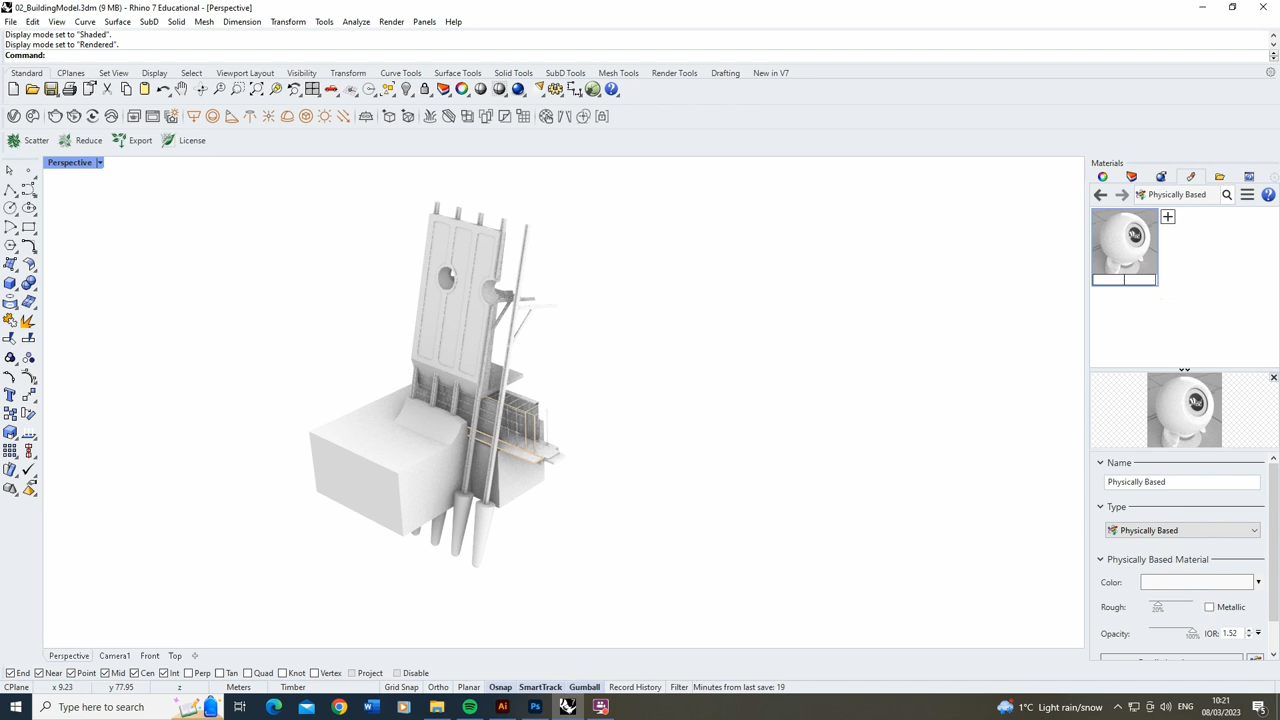 02_BuildingModel.3dm (9 MB) - Rhino 7 Educational - [Perspective]
File Edit View Curve Surface SubD Solid Mesh Dimension Transform Tools Analyze Render Panels Help
Display mode set to "Shaded".
Display mode set to "Rendered".
Command:
Standard CPlanes Set View Display Select Viewport Layout Visibility Transform Curve Tools Surface Tools Solid Tools SubD Tools Mesh Tools Render Tools Drafting New in V7
Scatter Reduce Export License
Perspective
Materials
Physically Based
Name
Physically Based
Type
Physically Based
Physically Based Material
Color:
Rough: 20% Metallic
Opacity: 100% IOR: 1.52
Perspective Camera1 Front Top
End Near Point Mid Cen Int Perp Tan Quad Knot Vertex Project Disable
CPlane x 9.23 y 77.95 z Meters Timber Grid Snap Ortho Planar Osnap SmartTrack Gumball Record History Filter Minutes from last save: 19
Type here to search
1°C Light rain/snow
10:21
08/03/2023